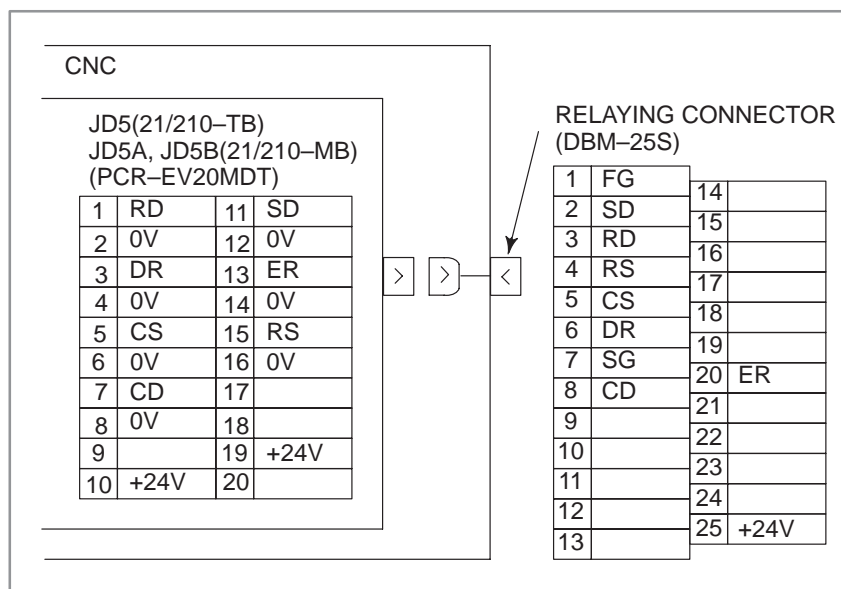 CNC
JD5(21/210–TB)
JD5A, JD5B(21/210–MB)
(PCR–EV20MDT)
1 RD 11 SD
2 0V 12 0V
3 DR 13 ER
4 0V 14 0V
5 CS 15 RS
6 0V 16 0V
7 CD 17
8 0V 18
9 19 +24V
10 +24V 20
RELAYING CONNECTOR
(DBM–25S)
1 FG
2 SD
3 RD
4 RS
5 CS
6 DR
7 SG
8 CD
9
10
11
12
13
14
15
16
17
18
19
20 ER
21
22
23
24
25 +24V